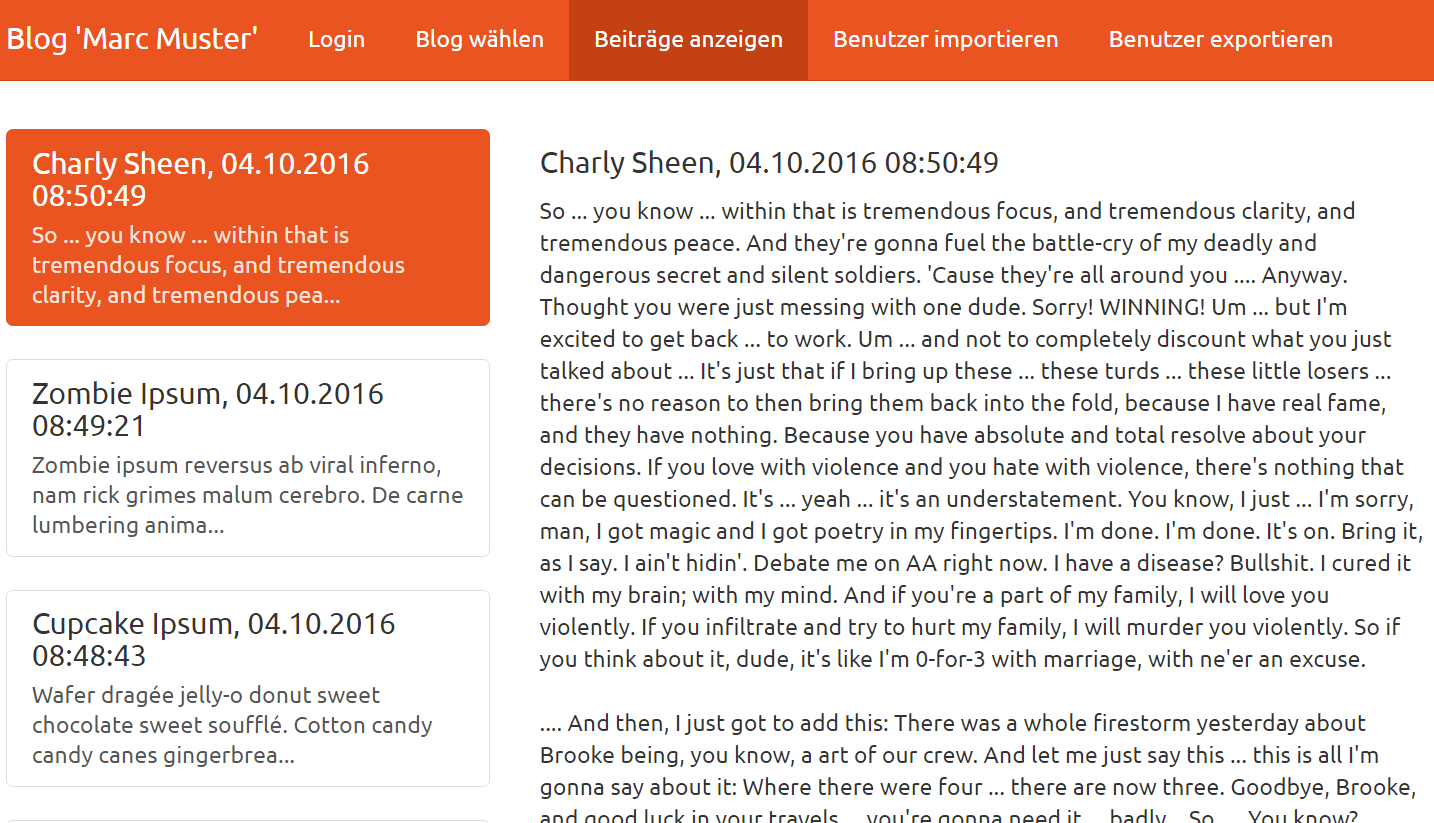 Blog 'Marc Muster' Login Blog wählen Beiträge anzeigen Benutzer importieren Benutzer exportieren
Charly Sheen, 04.10.2016
08:50:49
So ... you know ... within that is
tremendous focus, and tremendous
clarity, and tremendous pea...
Zombie Ipsum, 04.10.2016
08:49:21
Zombie ipsum reversus ab viral inferno,
nam rick grimes malum cerebro. De carne
lumbering anima...
Cupcake Ipsum, 04.10.2016
08:48:43
Wafer dragée jelly-o donut sweet
chocolate sweet soufflé. Cotton candy
candy canes gingerbrea...
Charly Sheen, 04.10.2016 08:50:49
So ... you know ... within that is tremendous focus, and tremendous clarity, and
tremendous peace. And they're gonna fuel the battle-cry of my deadly and
dangerous secret and silent soldiers. 'Cause they're all around you .... Anyway.
Thought you were just messing with one dude. Sorry! WINNING! Um ... but I'm
excited to get back ... to work. Um ... and not to completely discount what you just
talked about ... It's just that if I bring up these ... these turds ... these little losers ...
there's no reason to then bring them back into the fold, because I have real fame,
and they have nothing. Because you have absolute and total resolve about your
decisions. If you love with violence and you hate with violence, there's nothing that
can be questioned. It's ... yeah ... it's an understatement. You know, I just ... I'm sorry,
man, I got magic and I got poetry in my fingertips. I'm done. I'm done. It's on. Bring it,
as I say. I ain't hidin'. Debate me on AA right now. I have a disease? Bullshit. I cured it
with my brain; with my mind. And if you're a part of my family, I will love you
violently. If you infiltrate and try to hurt my family, I will murder you violently. So if
you think about it, dude, it's like I'm 0-for-3 with marriage, with ne'er an excuse.
.... And then, I just got to add this: There was a whole firestorm yesterday about
Brooke being, you know, a art of our crew. And let me just say this ... this is all I'm
gonna say about it: Where there were four ... there are now three. Goodbye, Brooke,
and good luck in your travels ... you're gonna need it ... badly ... So ... You know?